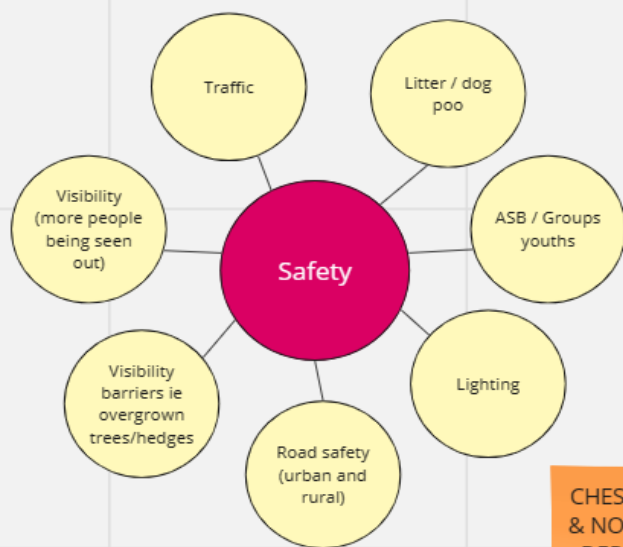 Traffic
Litter / dog
poo
Visibility
(more people
being seen
out)
ASB / Groups
youths
Safety
Visibility
barriers ie
overgrown
trees/hedges
Lighting
Road safety
(urban and
rural)
CHES
& NO